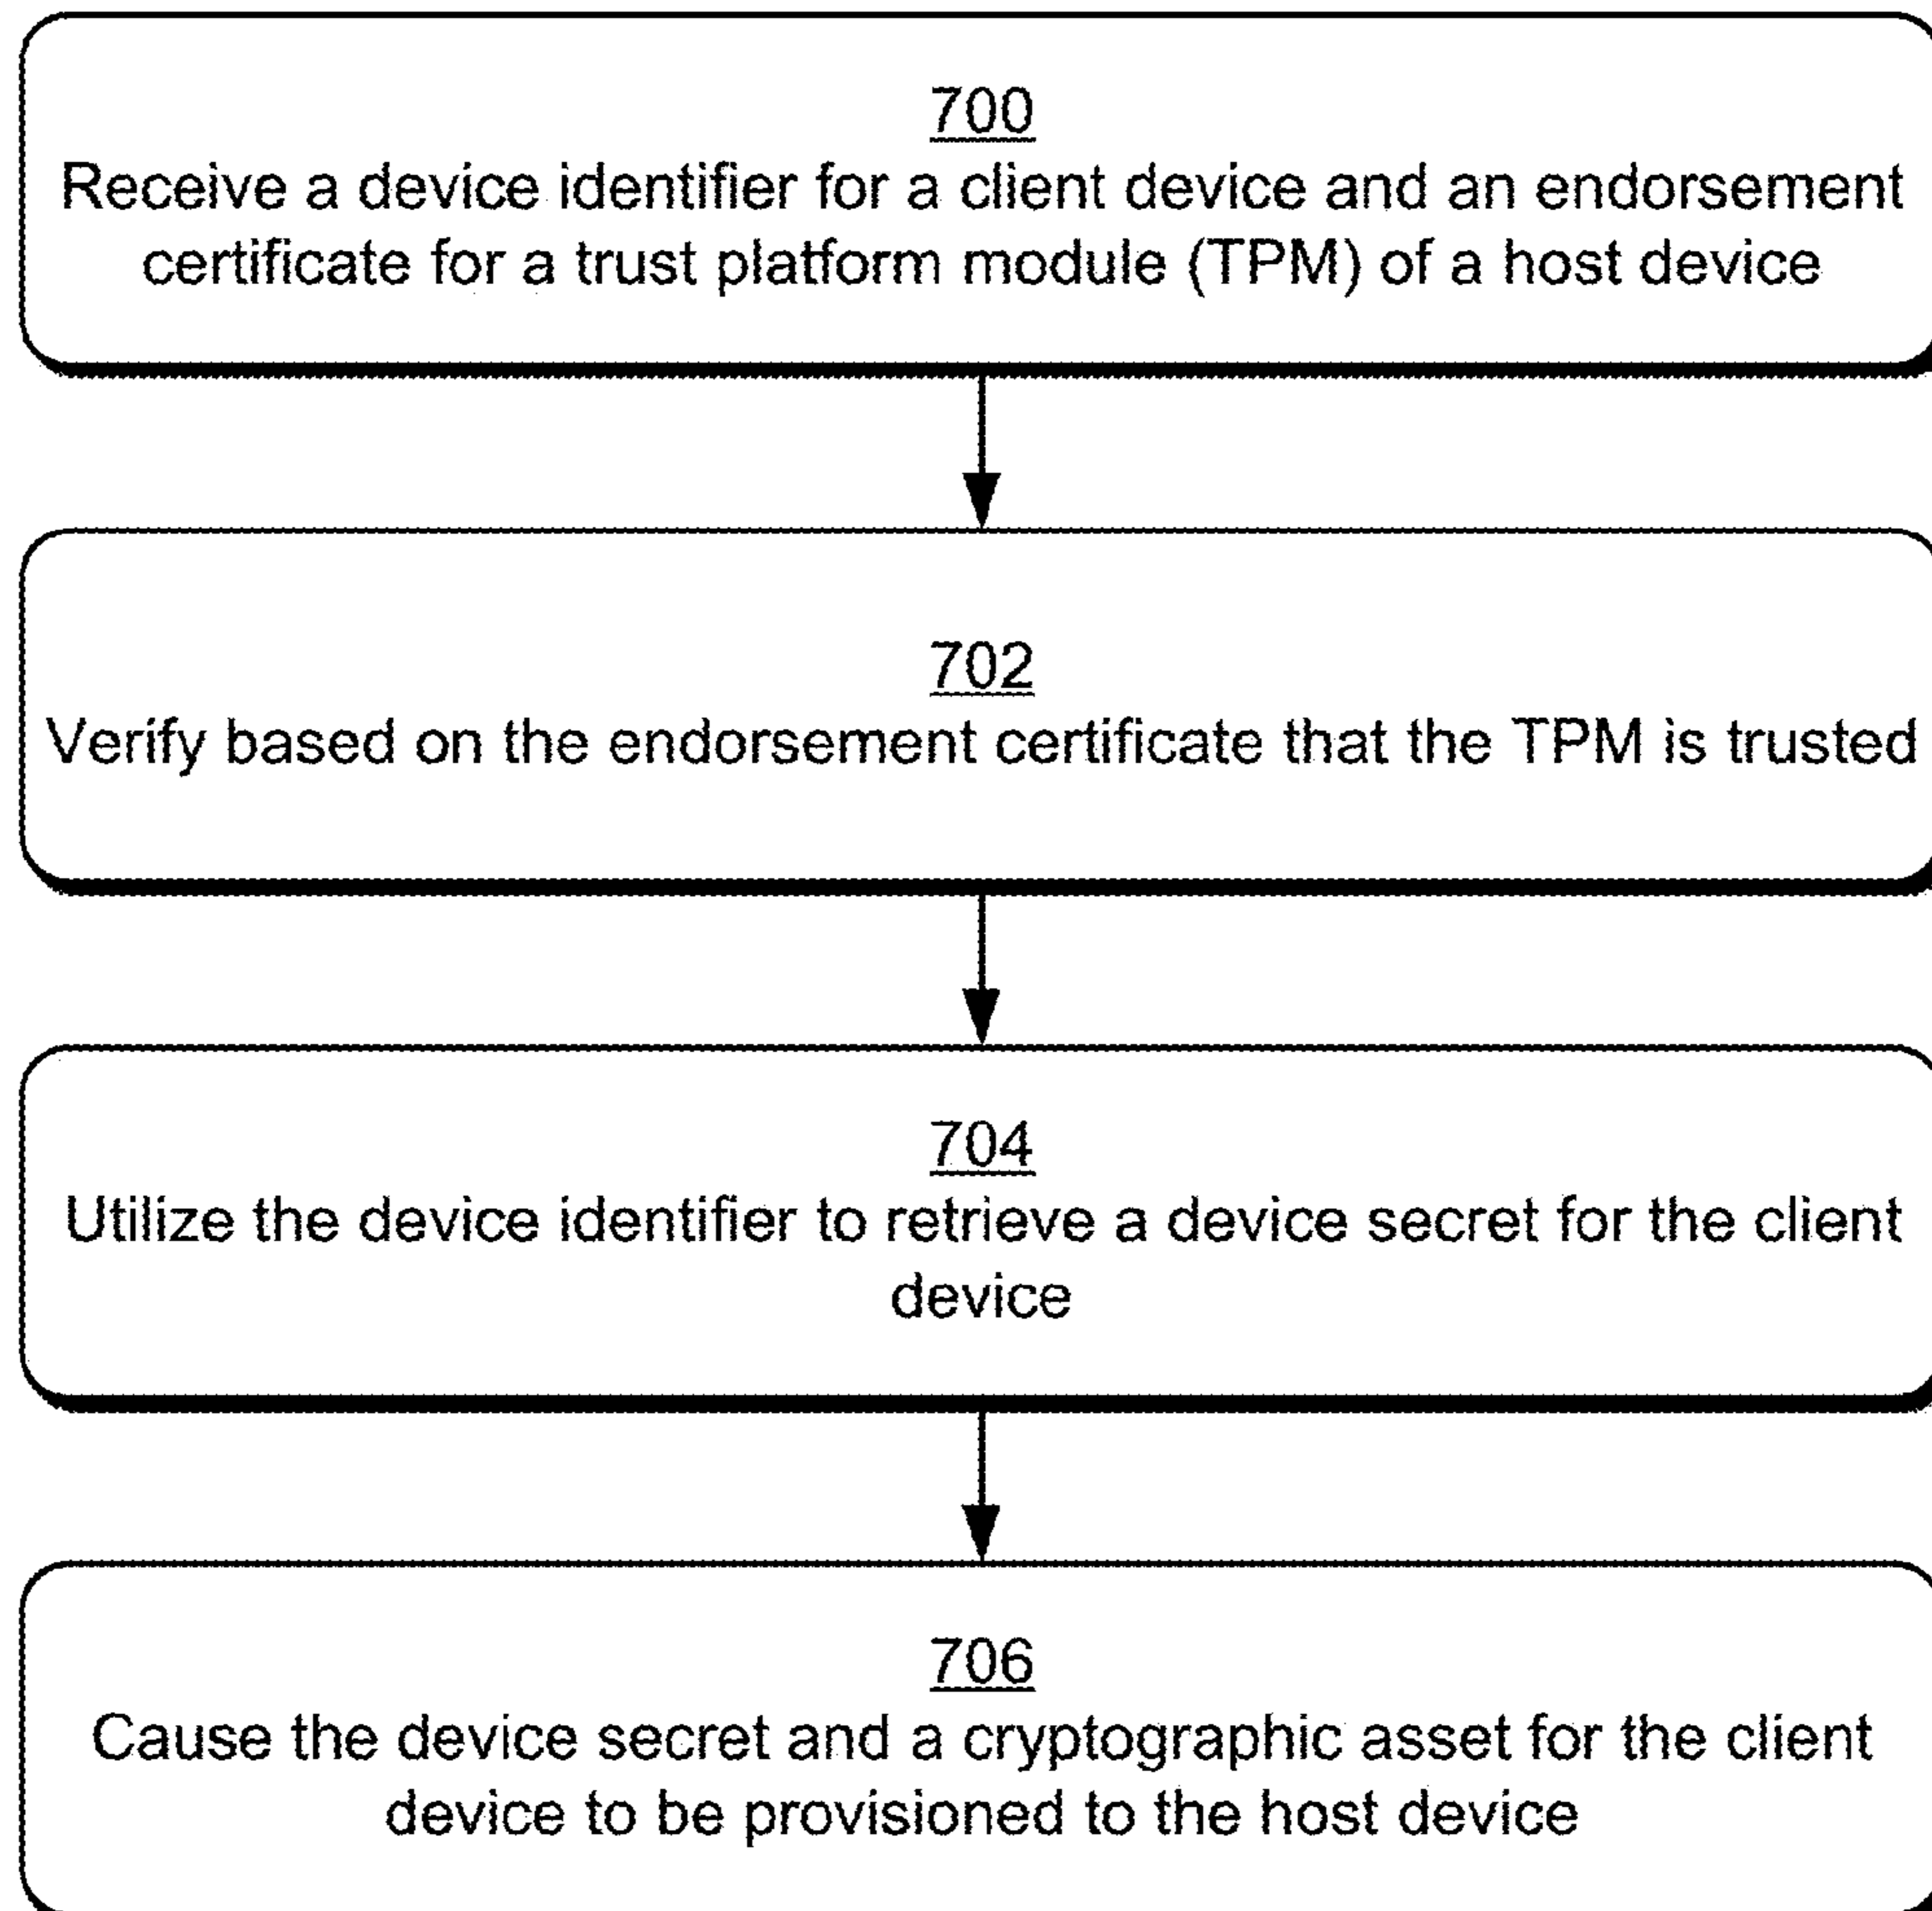 700
Receive a device identifier for a client device and an endorsement
certificate for a trust platform module (TPM) of a host device
702
Verify based on the endorsement certificate that the TPM is trusted
704
Utilize the device identifier to retrieve a device secret for the client
device
706
Cause the device secret and a cryptographic asset for the client
device to be provisioned to the host device